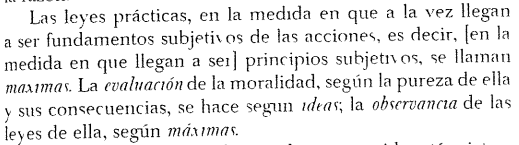 Las leyes prácticas, en la medida en que a la vez llegan
a ser fundamentos subjetivos de las acciones, es decir, [en la
medida en que llegan a ser] principios subjetivos, se llaman
maximas. La evaluación de la moralidad, según la pureza de ella
y sus consecuencias, se hace segun ideas; la observancia de las
leyes de ella, según máximas.